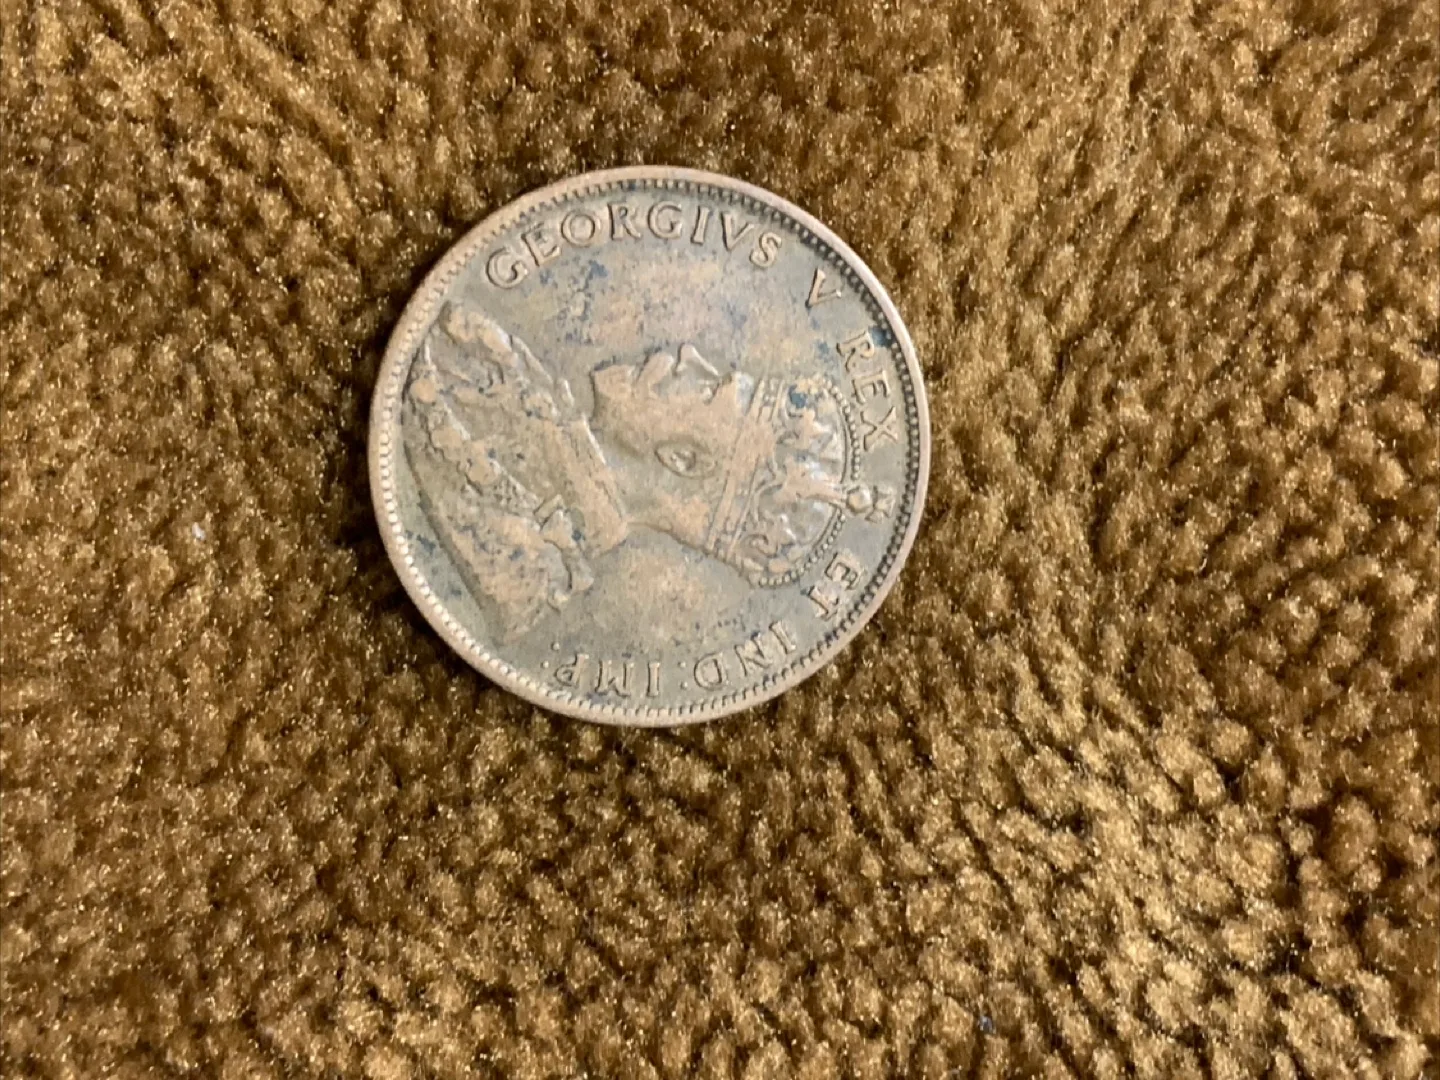 GEORGIVS V REX ET IND: IMP.